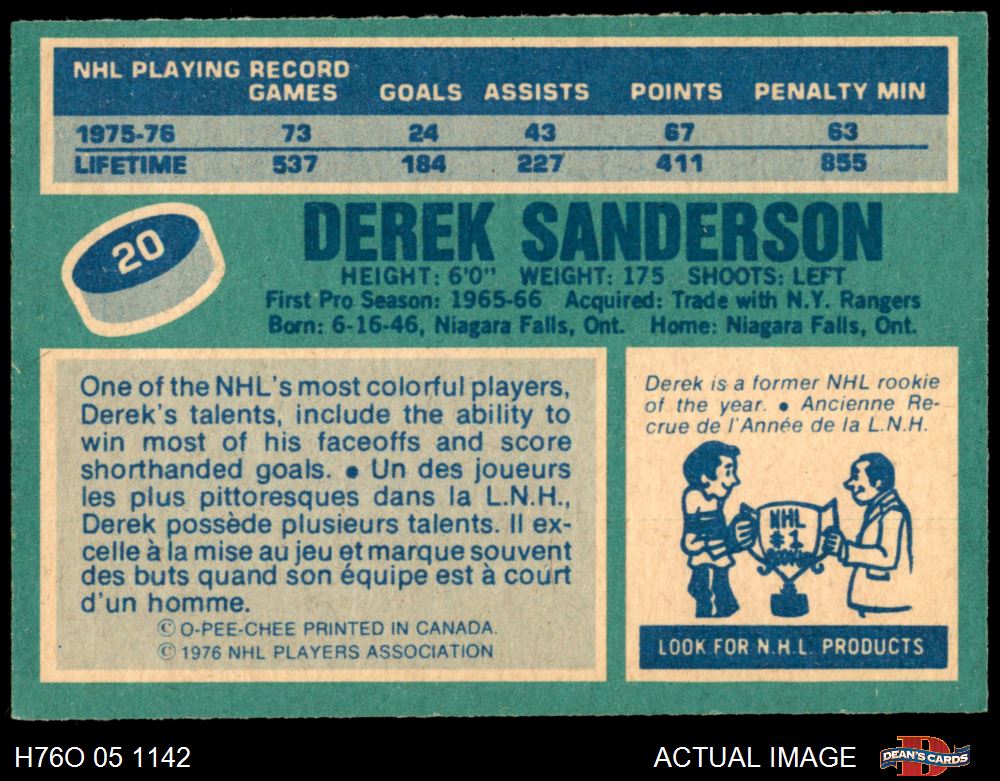 NHL PLAYING RECORD
GAMES GOALS ASSISTS POINTS PENALTY MIN
1975-76 73 24 43 67 63
LIFETIME 537 184 227 411 855
20
DEREK SANDERSON
HEIGHT: 6'0" WEIGHT: 175 SHOOTS: LEFT
First Pro Season: 1965-66 Acquired: Trade with N.Y. Rangers
Born: 6-16-46, Niagara Falls, Ont. Home: Niagara Falls, Ont.
One of the NHL's most colorful players,
Derek's talents, include the ability to
win most of his faceoffs and score
shorthanded goals. • Un des joueurs
les plus pittoresques dans la L.N.H.,
Derek possède plusieurs talents. Il ex-
celle à la mise au jeu et marque souvent
des buts quand son équipe est à court
d'un homme.
© O-PEE-CHEE PRINTED IN CANADA.
© 1976 NHL PLAYERS ASSOCIATION
Derek is a former NHL rookie
of the year. • Ancienne Re-
crue de l'Année de la L.N.H.
NHL
#1
LOOK FOR N.H.L. PRODUCTS
H76O 05 1142
ACTUAL IMAGE
DEAN'S CARDS